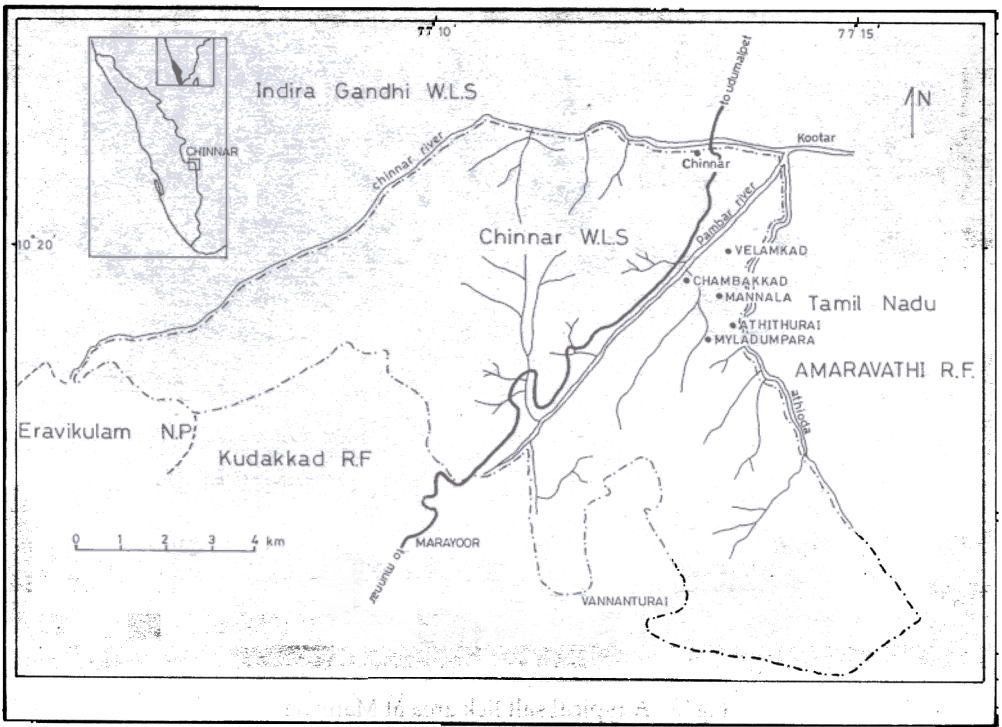 77°10'
77°15'
to udumalpet
Indira Gandhi W.L.S
N
CHINNAR
chinnar river
Kootar
Chinnar
Pambar river
10°20'
Chinnar W.L.S
VELAMKAD
CHAMBAKKAD
MANNALA
Tamil Nadu
ATHITHURAI
MYLADUMPARA
AMARAVATHI R.F.
athioda
Eravikulam N.P.
Kudakkad R.F
0 1 2 3 4 km
MARAYOOR
to munnar
VANNANTURAI